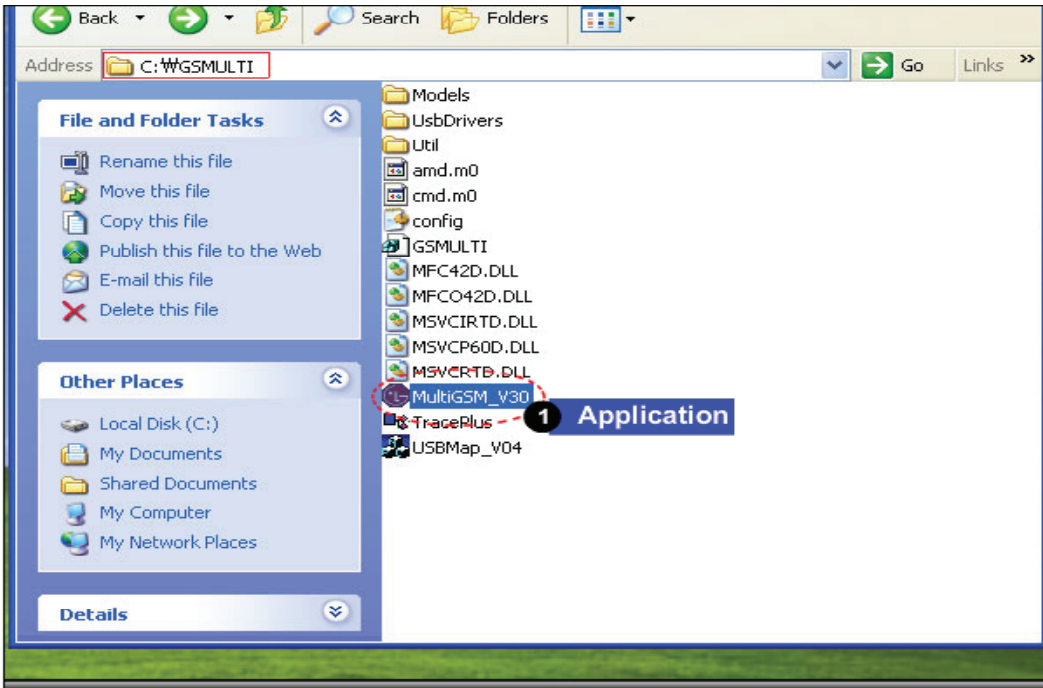 Back Search Folders
Address C:₩GSMULTI Go Links »
File and Folder Tasks
Rename this file
Move this file
Copy this file
Publish this file to the Web
E-mail this file
Delete this file
Other Places
Local Disk (C:)
My Documents
Shared Documents
My Computer
My Network Places
Details
Models
UsbDrivers
Util
amd.m0
cmd.m0
config
GSMULTI
MFC42D.DLL
MFCO42D.DLL
MSVCIRTD.DLL
MSVCP60D.DLL
MSVCRTD.DLL
MultiGSM_V30
1 Application
TracePlus
USBMap_V04